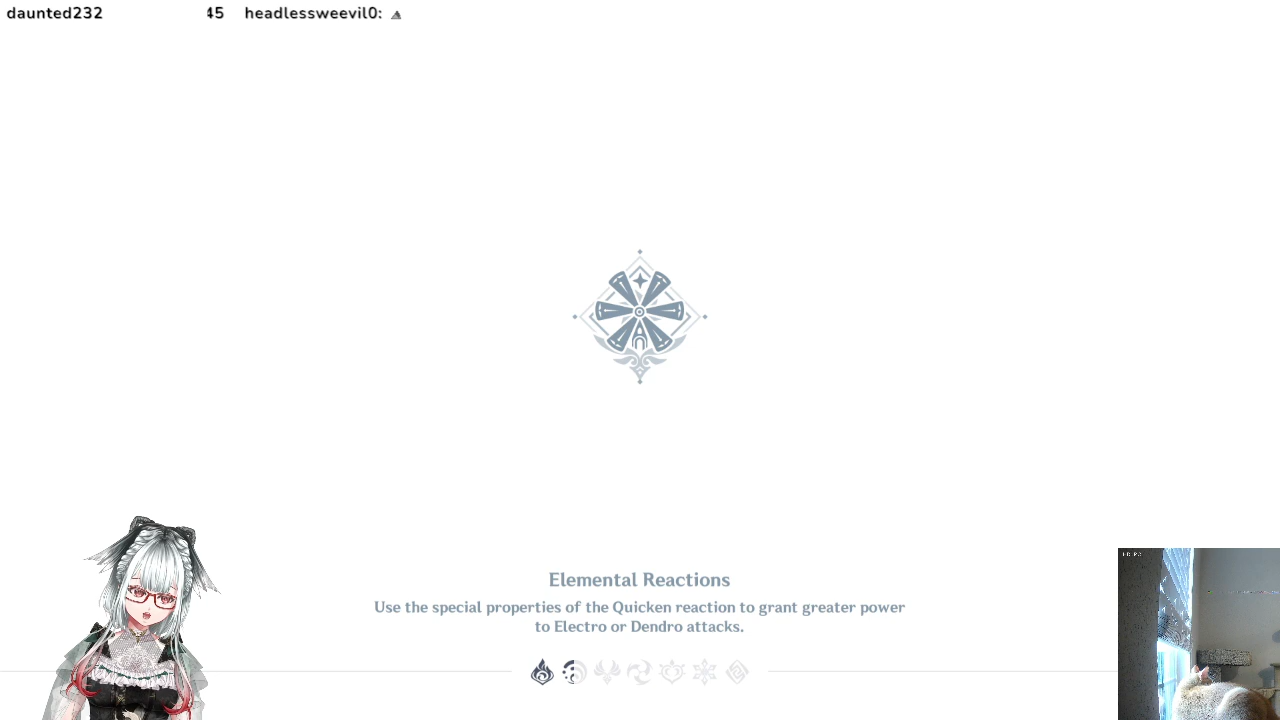 daunted232 45 headlessweevil0:
Elemental Reactions
Use the special properties of the Quicken reaction to grant greater power
to Electro or Dendro attacks.